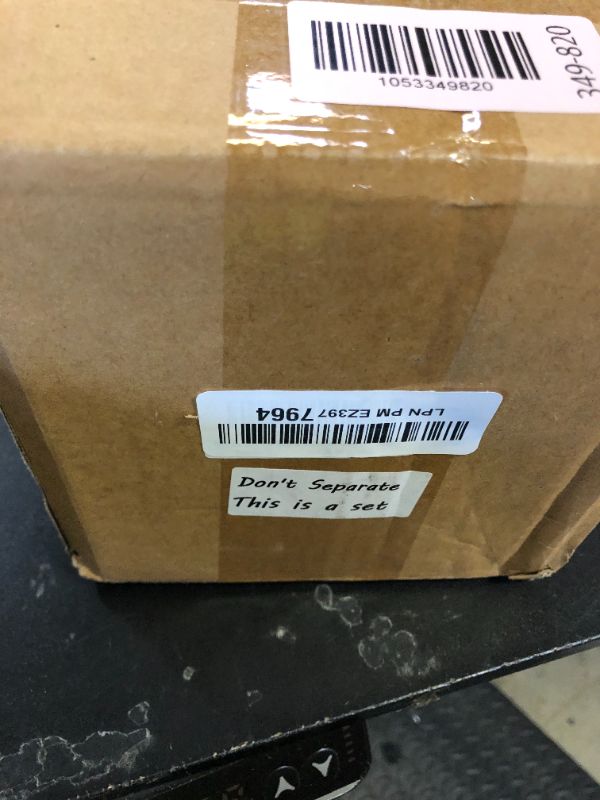 1053349820
349-820
LPN PM EZ397 7964
Don't Separate
This is a set